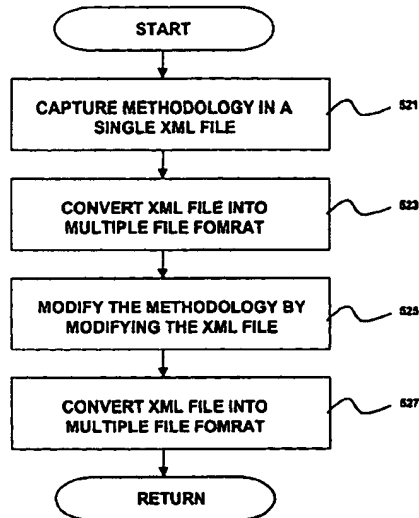 START
CAPTURE METHODOLOGY IN A
SINGLE XML FILE
521
CONVERT XML FILE INTO
MULTIPLE FILE FOMRAT
523
MODIFY THE METHODOLOGY BY
MODIFYING THE XML FILE
525
CONVERT XML FILE INTO
MULTIPLE FILE FOMRAT
527
RETURN